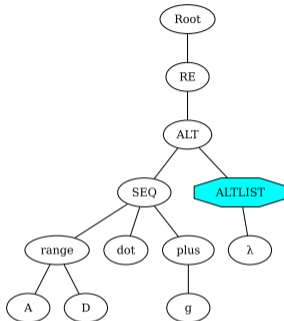 Root
RE
ALT
SEQ ALTLIST
range dot plus λ
A D g